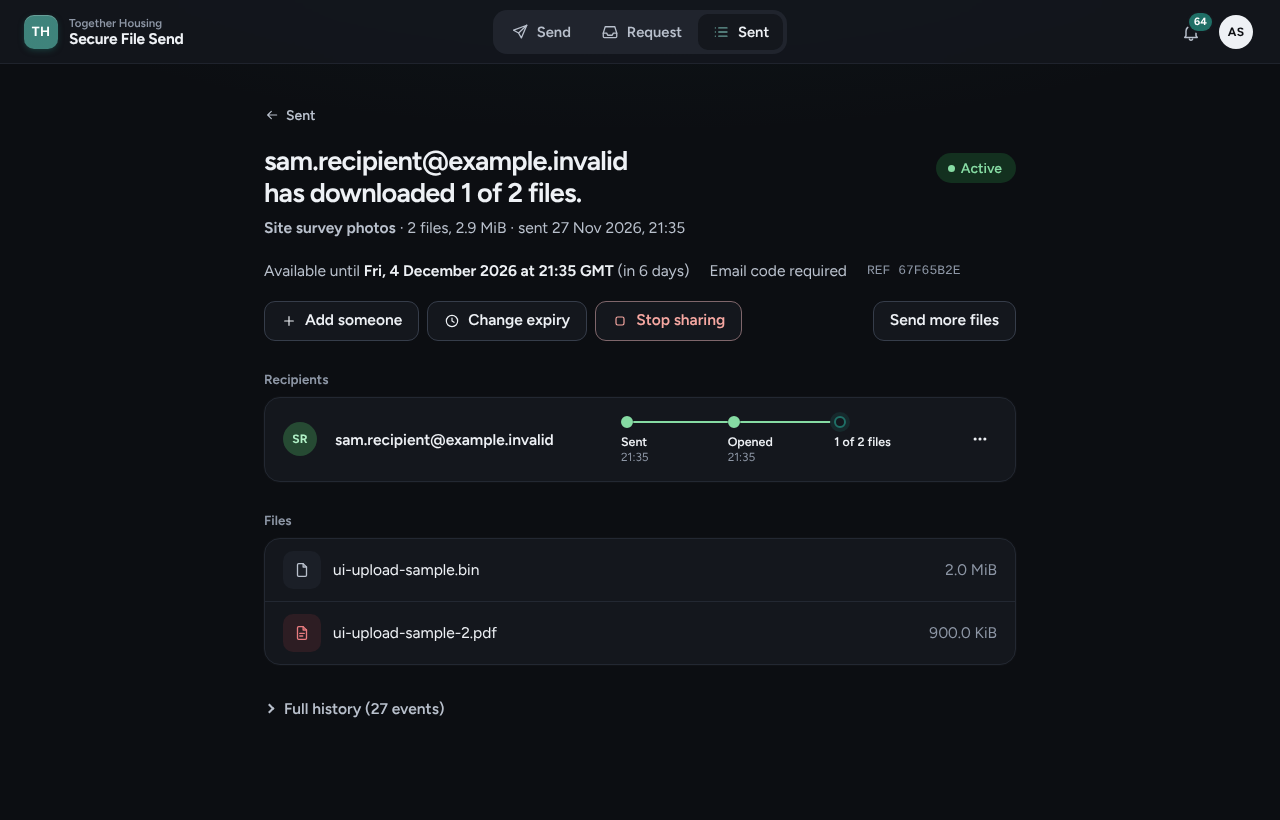 TH
Together Housing
Secure File Send
Send
Request
Sent
64
AS
← Sent
sam.recipient@example.invalid
has downloaded 1 of 2 files.
Active
Site survey photos · 2 files, 2.9 MiB · sent 27 Nov 2026, 21:35
Available until Fri, 4 December 2026 at 21:35 GMT (in 6 days)
Email code required
REF 67F65B2E
Add someone
Change expiry
Stop sharing
Send more files
Recipients
SR
sam.recipient@example.invalid
Sent
21:35
Opened
21:35
1 of 2 files
Files
ui-upload-sample.bin
2.0 MiB
ui-upload-sample-2.pdf
900.0 KiB
Full history (27 events)